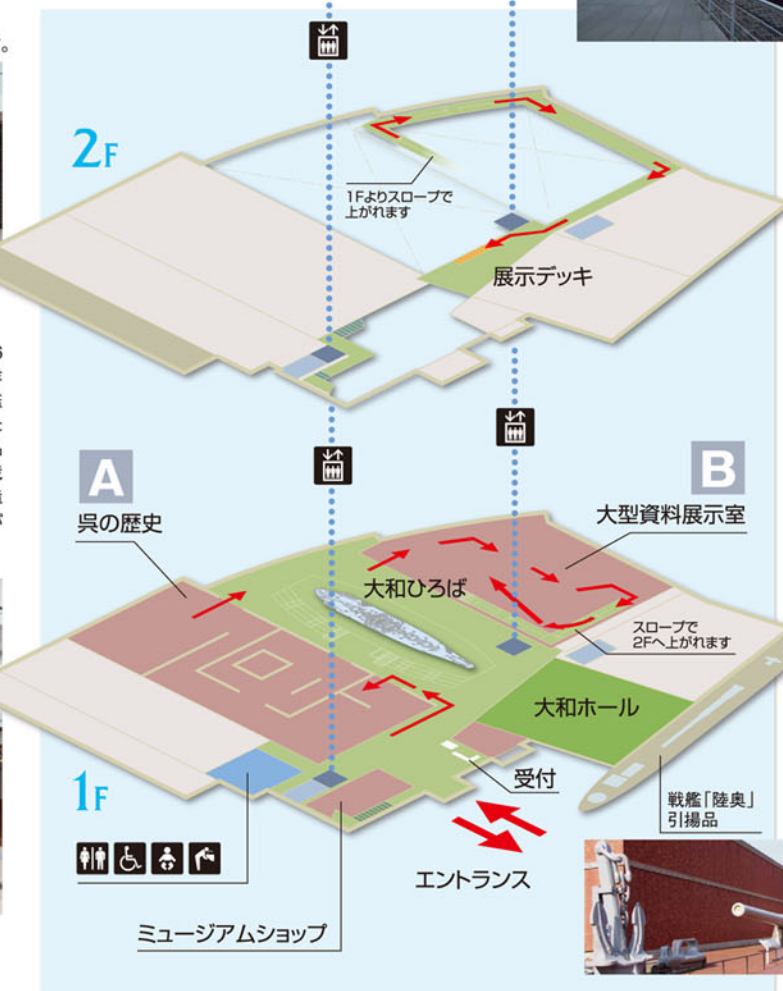 。
2F
1Fよりスロープで
上がれます
展示デッキ
A
呉の歴史
B
大型資料展示室
大和ひろば
スロープで
2Fへ上がれます
大和ホール
1F
受付
戦艦「陸奥」
引揚品
エントランス
ミュージアムショップ